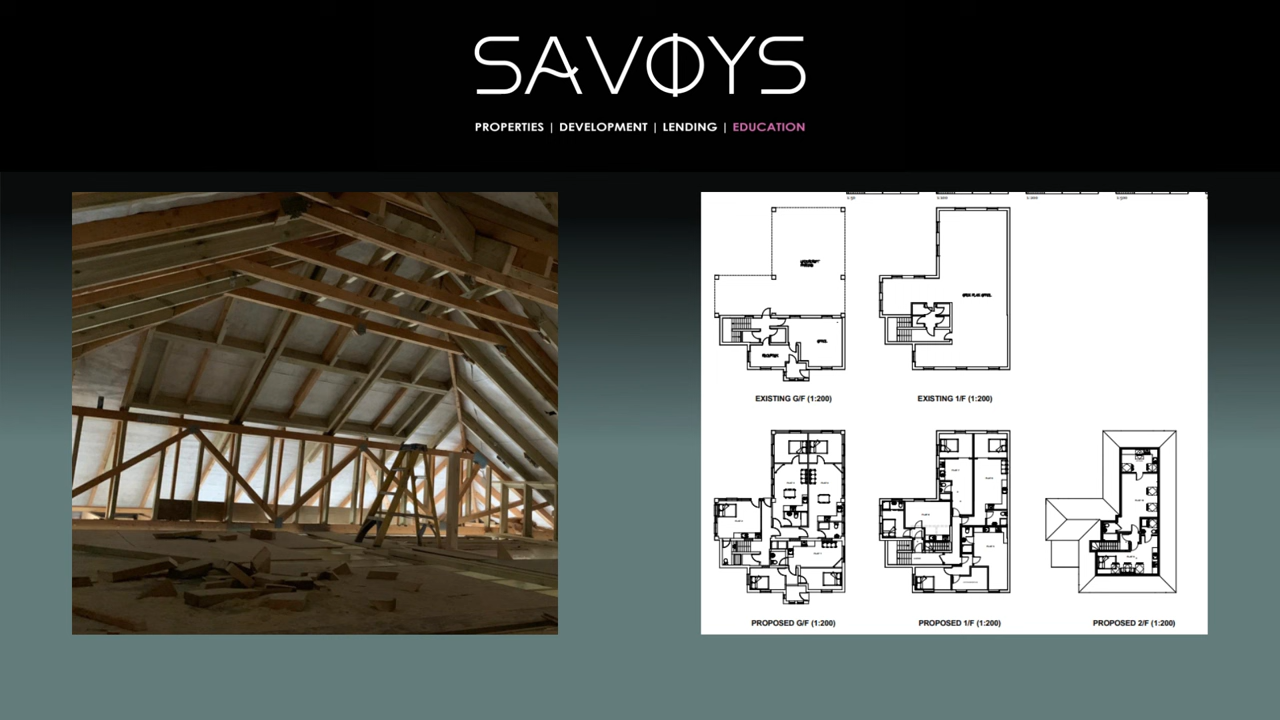 SAVOYS
PROPERTIES | DEVELOPMENT | LENDING | EDUCATION
EXISTING G/F (1:200)
EXISTING 1/F (1:200)
PROPOSED G/F (1:200)
PROPOSED 1/F (1:200)
PROPOSED 2/F (1:200)